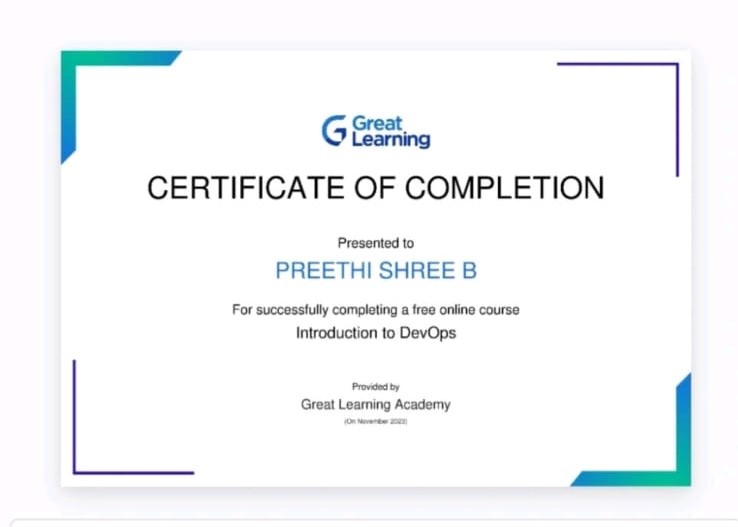 Great
Learning
CERTIFICATE OF COMPLETION
Presented to
PREETHI SHREE B
For successfully completing a free online course
Introduction to DevOps
Provided by
Great Learning Academy
(On November 2023)